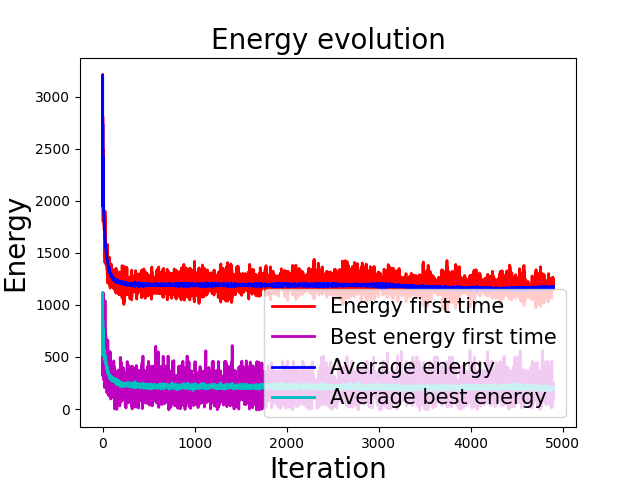 Energy evolution
Energy
3000
2500
2000
1500
1000
500
0
Energy first time
Best energy first time
Average energy
Average best energy
0 1000 2000 3000 4000 5000
Iteration